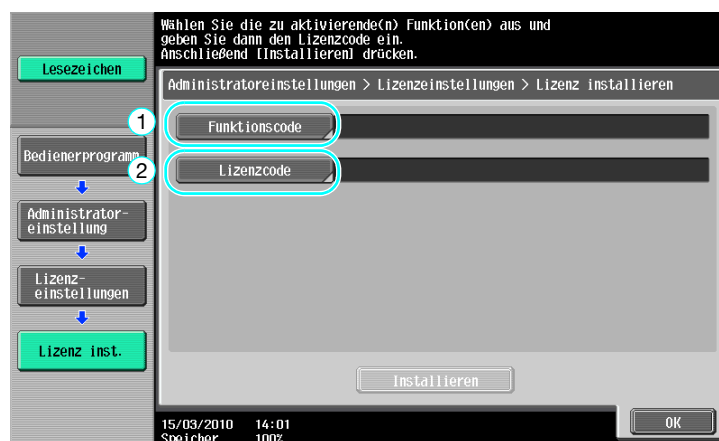 Wählen Sie die zu aktivierende(n) Funktion(en) aus und
geben Sie dann den Lizenzcode ein.
Anschließend [Installieren] drücken.
Lesezeichen
Administratoreinstellungen > Lizenzeinstellungen > Lizenz installieren
1
Funktionscode
Bedienerprogramm
2
Lizenzcode
Administrator-
einstellung
Lizenz-
einstellungen
Lizenz inst.
Installieren
15/03/2010 14:01
Speicher 100%
OK